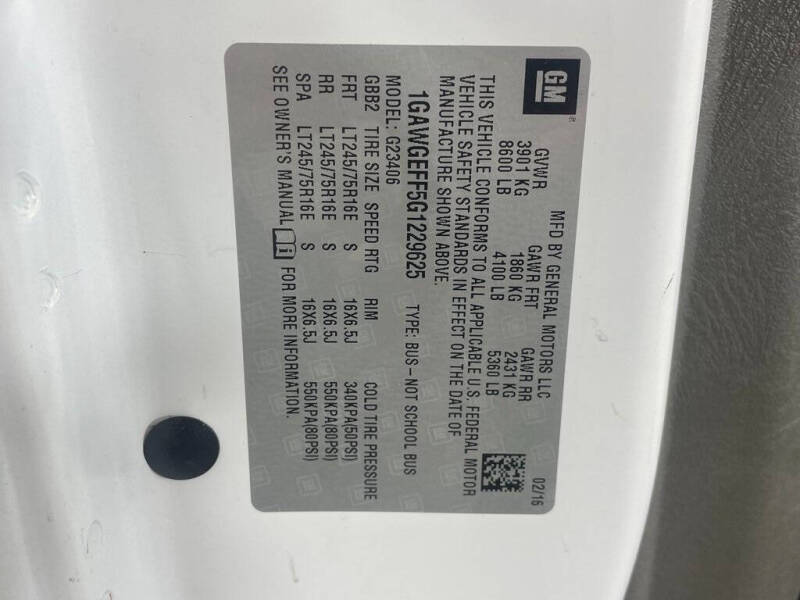 GM
MFD BY GENERAL MOTORS LLC 02/16
GVWR GAWR FRT GAWR RR
3901 KG 1860 KG 2431 KG
8600 LB 4100 LB 5360 LB
THIS VEHICLE CONFORMS TO ALL APPLICABLE U.S. FEDERAL MOTOR
VEHICLE SAFETY STANDARDS IN EFFECT ON THE DATE OF
MANUFACTURE SHOWN ABOVE.
1GAWGEFF5G1229625 TYPE: BUS – NOT SCHOOL BUS
MODEL: G23406
GBB2 TIRE SIZE SPEED RTG RIM COLD TIRE PRESSURE
FRT LT245/75R16E S 16X6.5J 340KPA(50PSI)
RR LT245/75R16E S 16X6.5J 550KPA(80PSI)
SPA LT245/75R16E S 16X6.5J 550KPA(80PSI)
SEE OWNER'S MANUAL FOR MORE INFORMATION.